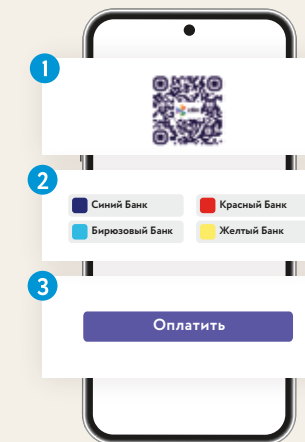 1
2
Синий Банк
Красный Банк
Бирюзовый Банк
Желтый Банк
3
Оплатить